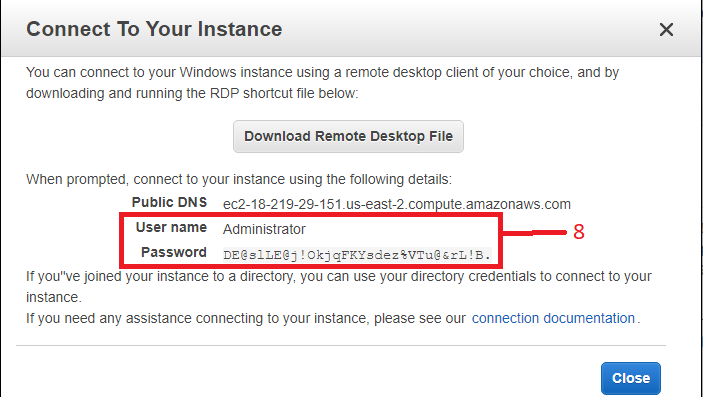 Connect To Your Instance
You can connect to your Windows instance using a remote desktop client of your choice, and by
downloading and running the RDP shortcut file below:
Download Remote Desktop File
When prompted, connect to your instance using the following details:
Public DNS ec2-18-219-29-151.us-east-2.compute.amazonaws.com
User name Administrator
8
Password DE@slLE@j!OkjqFKYsdez%VTu@&rL!B.
If you"ve joined your instance to a directory, you can use your directory credentials to connect to your
instance.
If you need any assistance connecting to your instance, please see our connection documentation.
Close